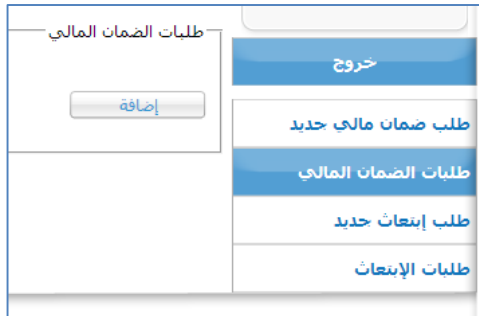 خروج
طلب ضمان مالي جديد
طلبات الضمان المالي
طلب إبتعاث جديد
طلبات الإبتعاث
طلبات الضمان المالي
إضافة